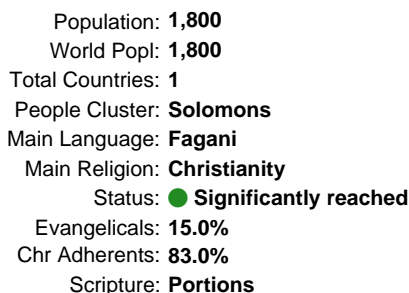 Population: 1,800
World Popl: 1,800
Total Countries: 1
People Cluster: Solomons
Main Language: Fagani
Main Religion: Christianity
Status: Significantly reached
Evangelicals: 15.0%
Chr Adherents: 83.0%
Scripture: Portions